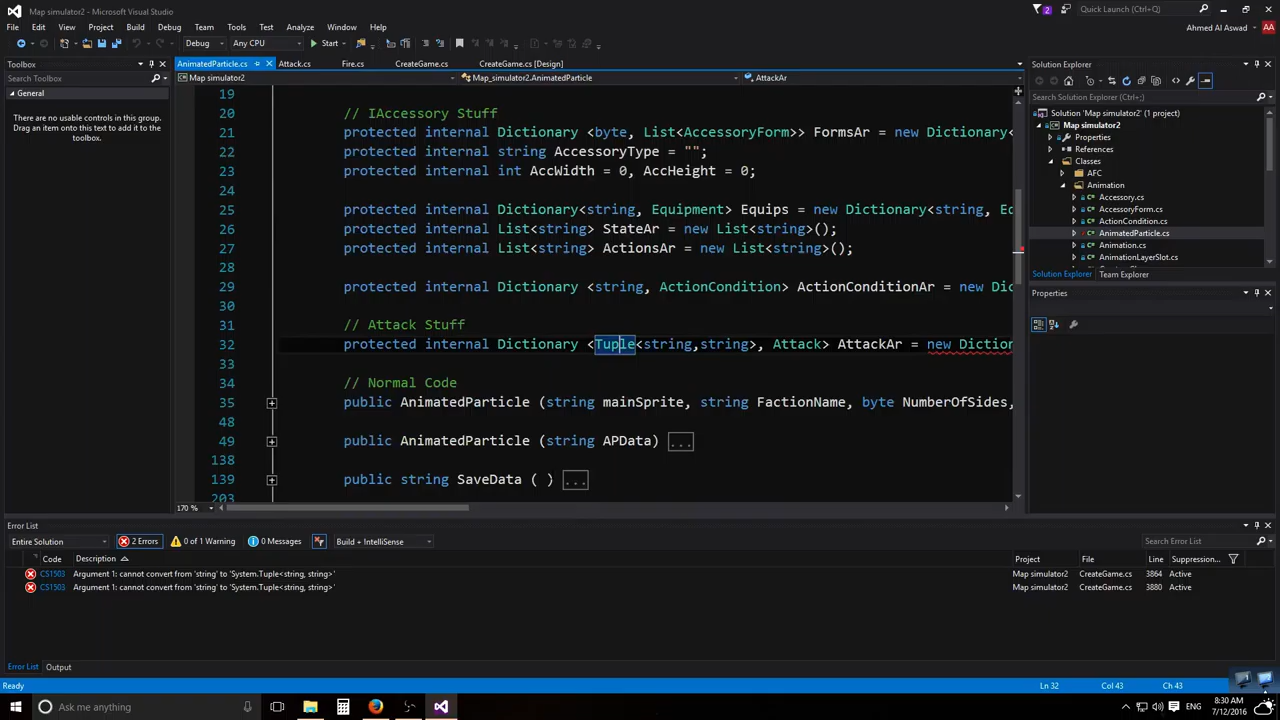 Map simulator2 - Microsoft Visual Studio
2
Quick Launch (Ctrl+Q)
File Edit View Project Build Debug Team Tools Test Analyze Window Help
Ahmed Al Aswad AA
Debug Any CPU Start
Toolbox
Search Toolbox
General
There are no usable controls in this group. Drag an item onto this text to add it to the toolbox.
AnimatedParticle.cs Attack.cs Fire.cs CreateGame.cs CreateGame.cs [Design]
Map simulator2 Map_simulator2.AnimatedParticle AttackAr
19
20 // IAccessory Stuff
21 protected internal Dictionary <byte, List<AccessoryForm>> FormsAr = new Dictionary<
22 protected internal string AccessoryType = "";
23 protected internal int AccWidth = 0, AccHeight = 0;
24
25 protected internal Dictionary<string, Equipment> Equips = new Dictionary<string, Eq
26 protected internal List<string> StateAr = new List<string>();
27 protected internal List<string> ActionsAr = new List<string>();
28
29 protected internal Dictionary <string, ActionCondition> ActionConditionAr = new Dic
30
31 // Attack Stuff
32 protected internal Dictionary <Tuple<string,string>, Attack> AttackAr = new Diction
33
34 // Normal Code
35 public AnimatedParticle (string mainSprite, string FactionName, byte NumberOfSides,
48
49 public AnimatedParticle (string APData) ...
138
139 public string SaveData ( ) ...
203
170 %
Solution Explorer
Search Solution Explorer (Ctrl+;)
Solution 'Map simulator2' (1 project)
Map simulator2
Properties
References
Classes
AFC
Animation
Accessory.cs
AccessoryForm.cs
ActionCondition.cs
AnimatedParticle.cs
Animation.cs
AnimationLayerSlot.cs
Solution Explorer Team Explorer
Properties
Error List
Entire Solution 2 Errors 0 of 1 Warning 0 Messages Build + IntelliSense
Search Error List
Code Description Project File Line Suppression...
CS1503 Argument 1: cannot convert from 'string' to 'System.Tuple<string, string>' Map simulator2 CreateGame.cs 3864 Active
CS1503 Argument 1: cannot convert from 'string' to 'System.Tuple<string, string>' Map simulator2 CreateGame.cs 3880 Active
Error List Output
Ready Ln 32 Col 43 Ch 43 INS
Ask me anything
ENG
8:30 AM
7/12/2016